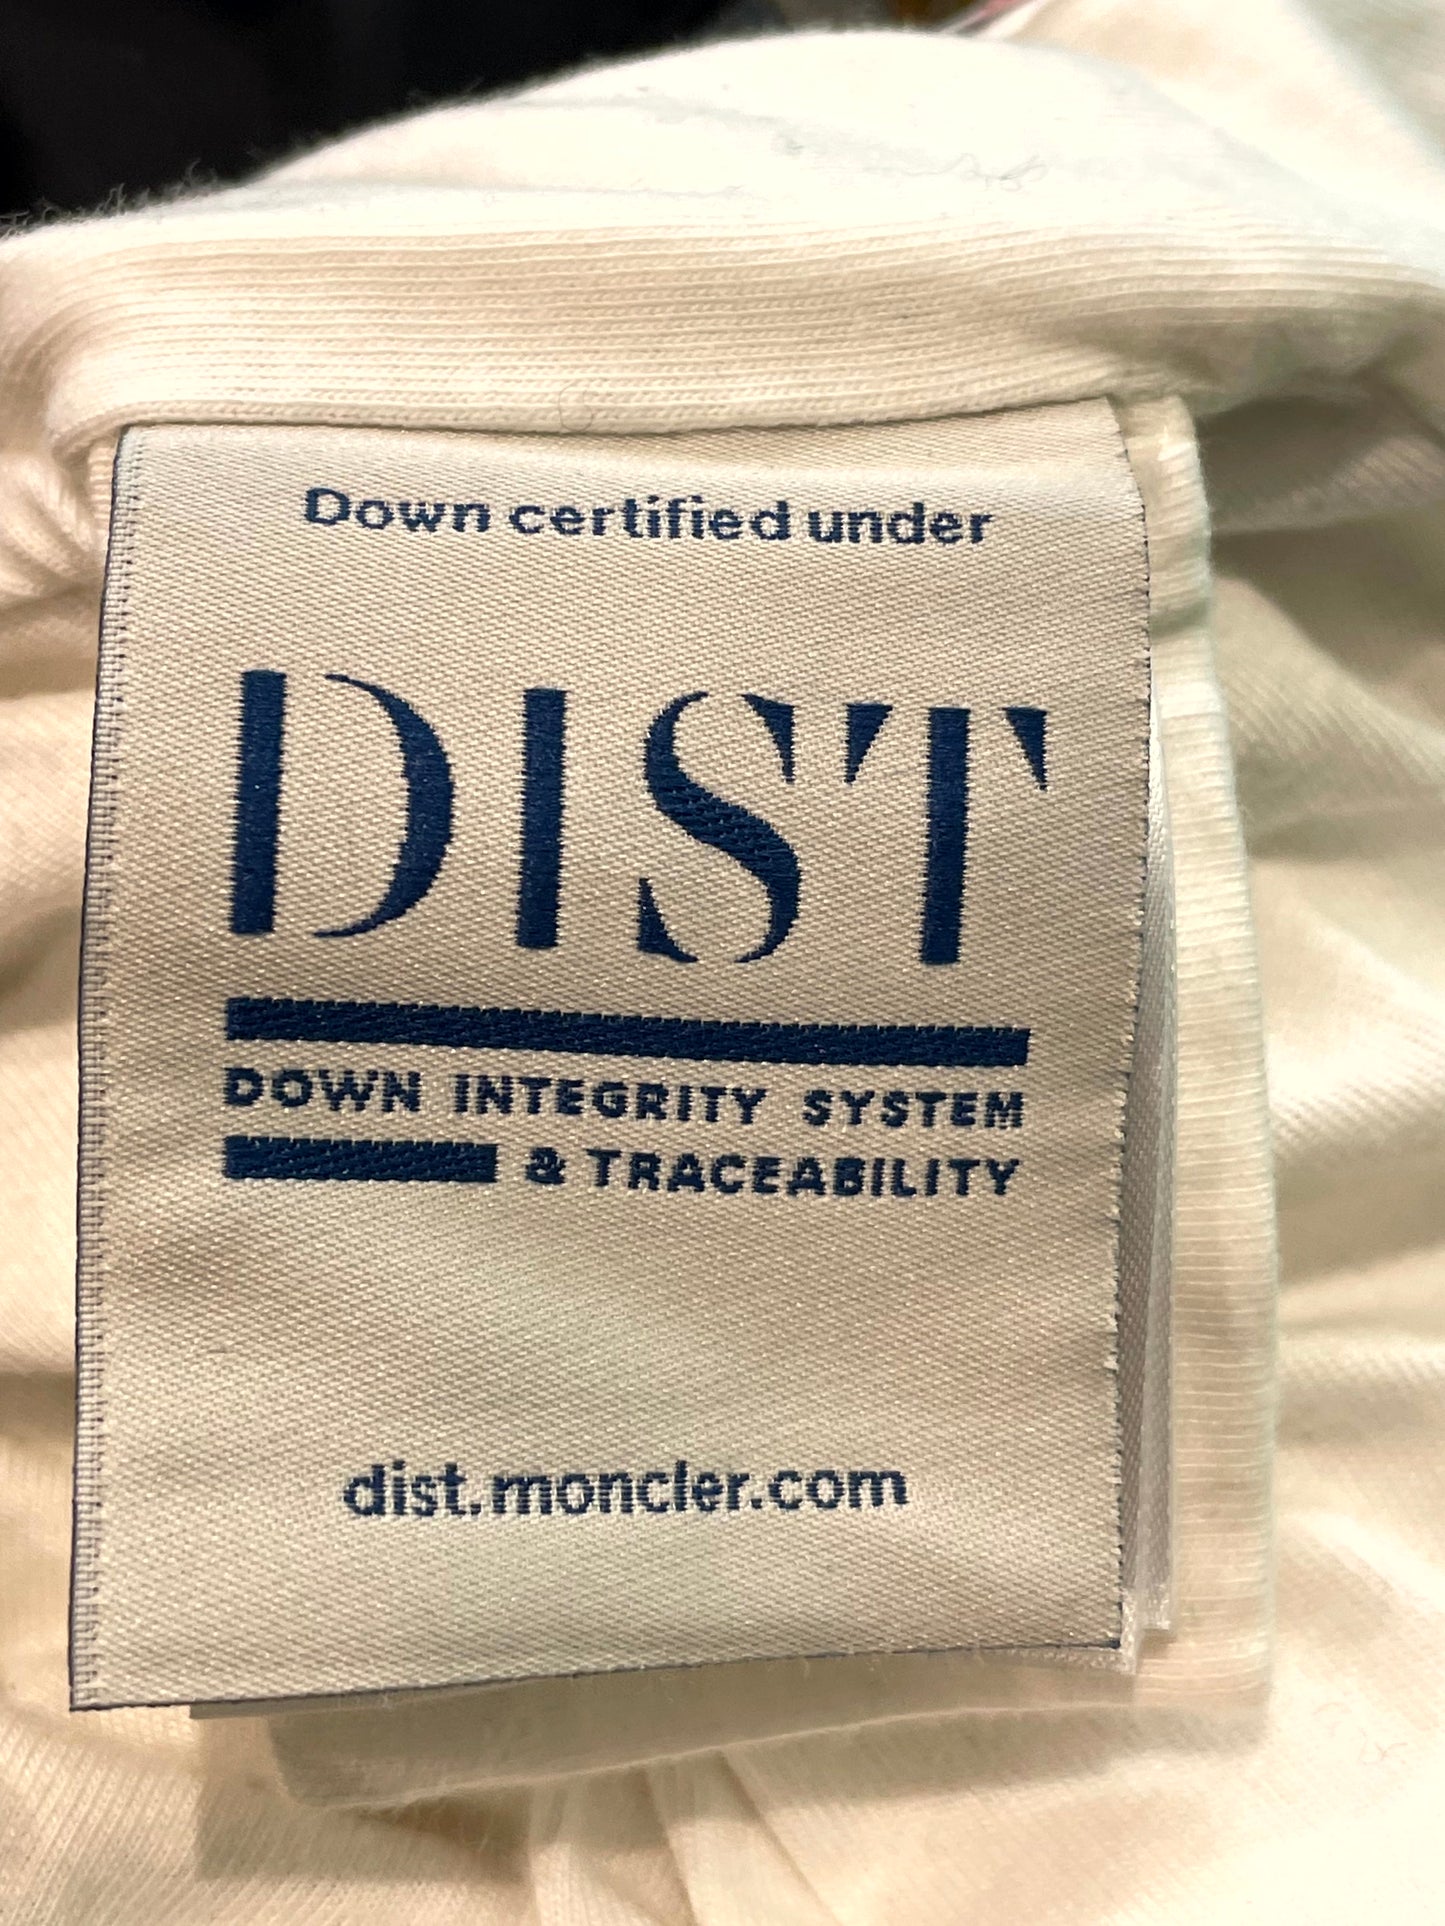 Down certified under
DIST
DOWN INTEGRITY SYSTEM
& TRACEABILITY
dist.moncler.com